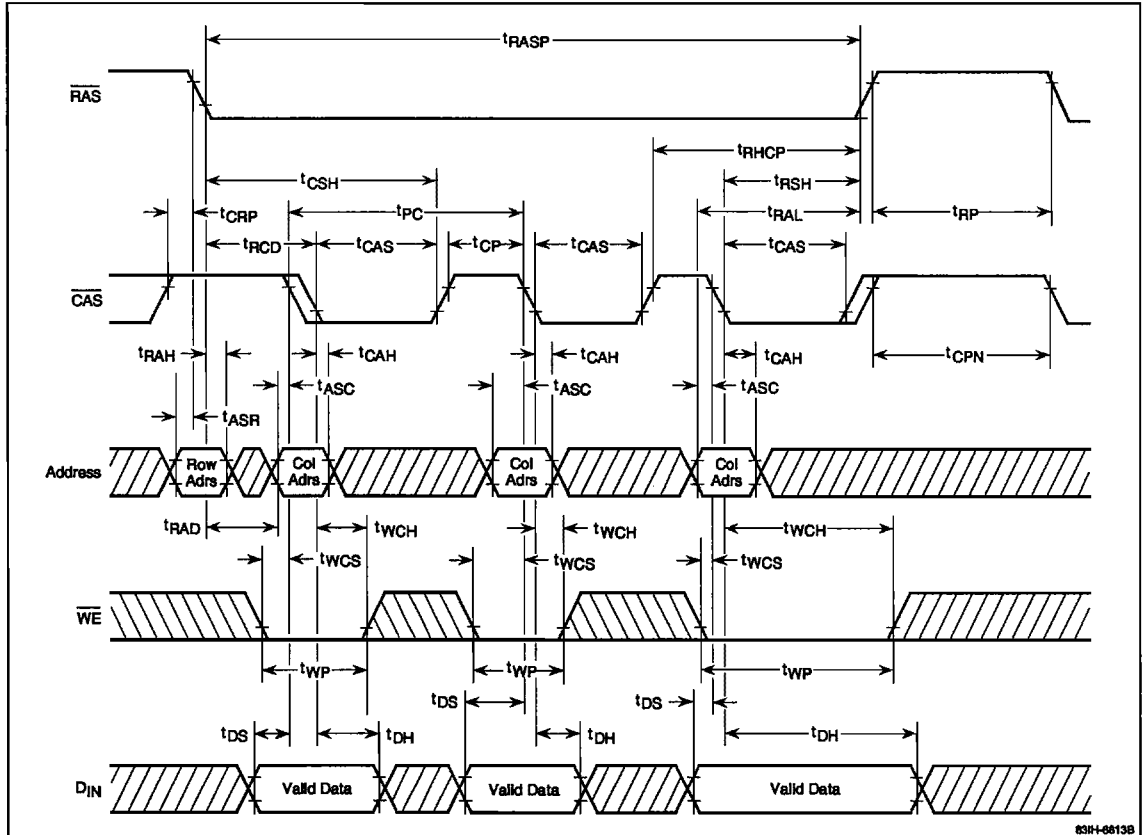 tRASP
RAS
tRHCP
tCSH
tRSH
tCRP
tPC
tRAL
tRP
tRCD
tCAS
tCP
tCAS
tCAS
CAS
tRAH
tCAH
tCAH
tCAH
tCPN
tASC
tASC
tASC
tASR
Address
Row Adrs
Col Adrs
Col Adrs
Col Adrs
tRAD
tWCH
tWCH
tWCH
tWCS
tWCS
tWCS
WE
tWP
tWP
tWP
tDS
tDS
tDS
tDH
tDH
tDH
DIN
Valid Data
Valid Data
Valid Data
83IH-6613B